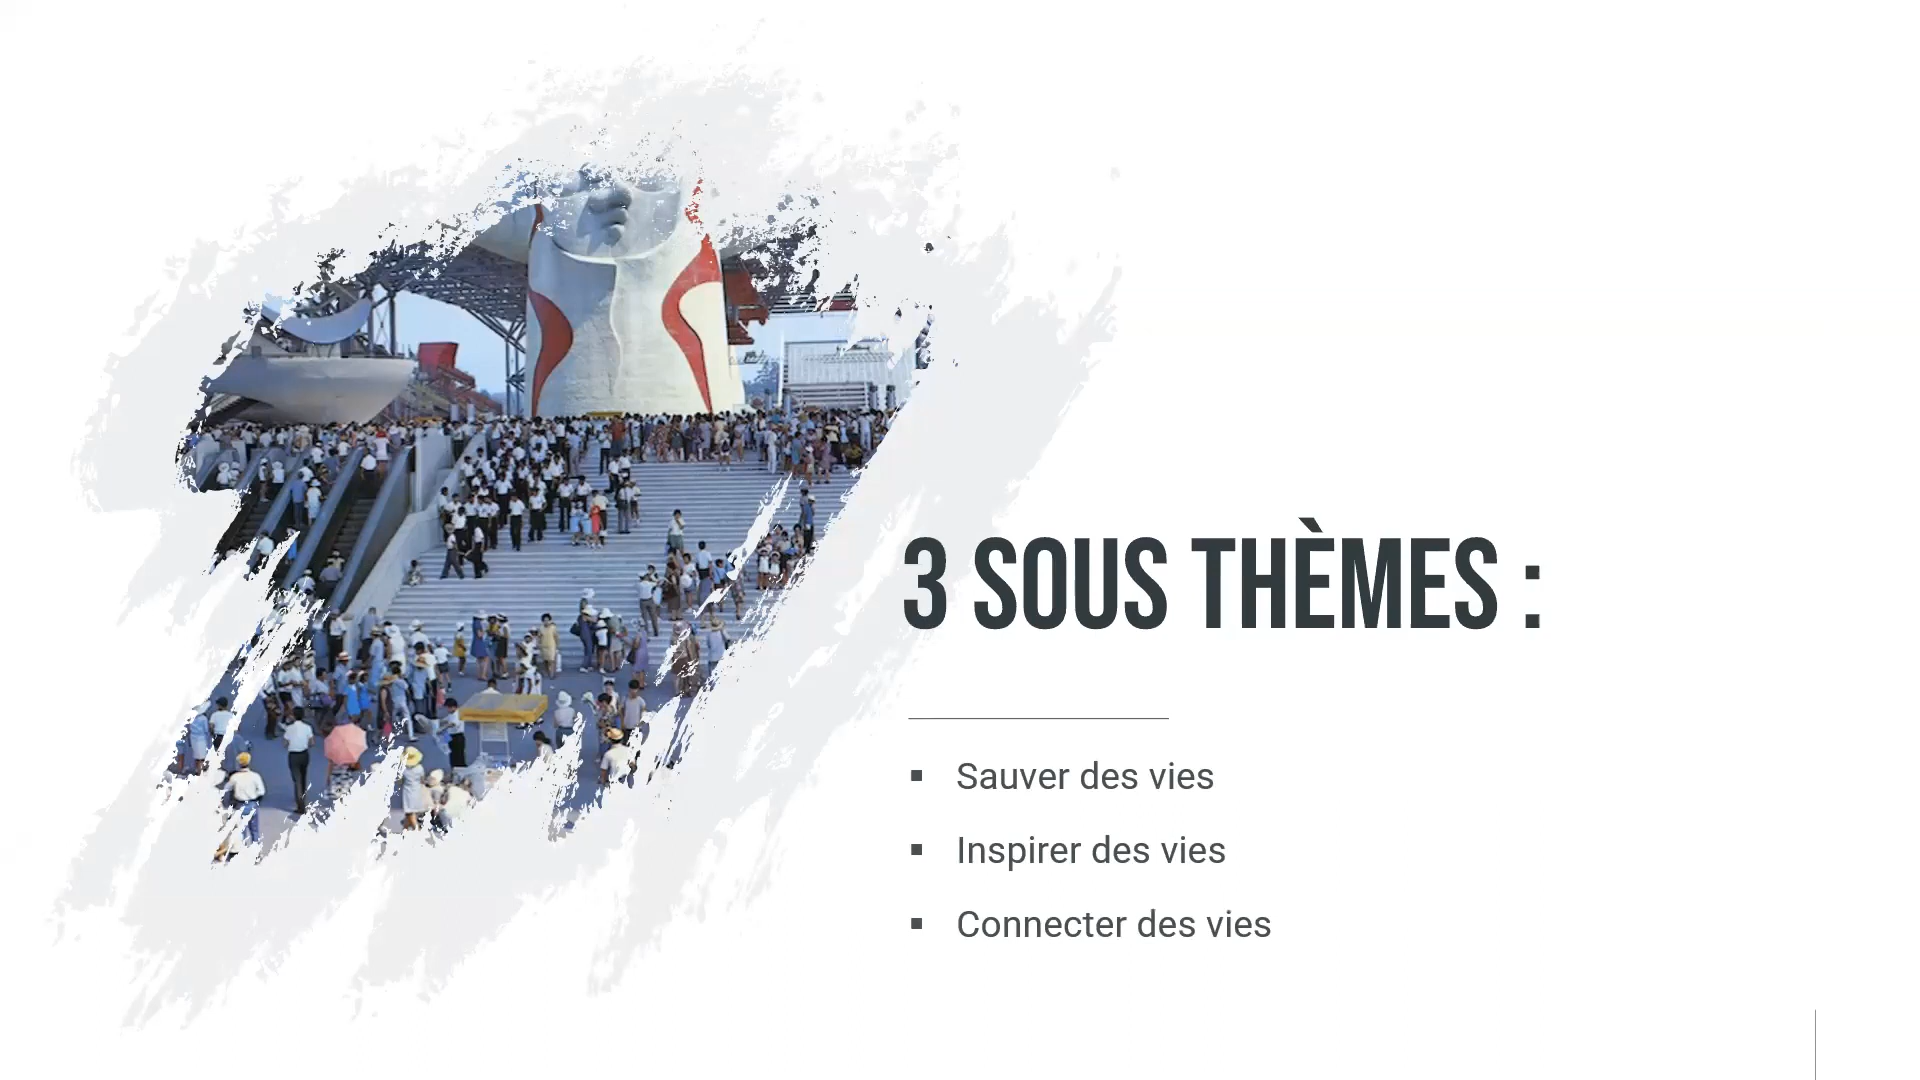 3 SOUS THÈMES :
▪ Sauver des vies
▪ Inspirer des vies
▪ Connecter des vies